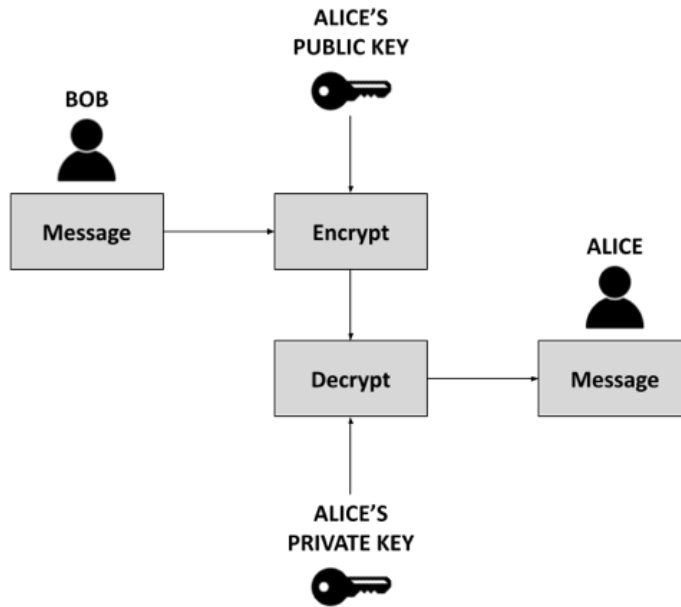 ALICE'S
PUBLIC KEY
BOB
Message
Encrypt
ALICE
Decrypt
Message
ALICE'S
PRIVATE KEY